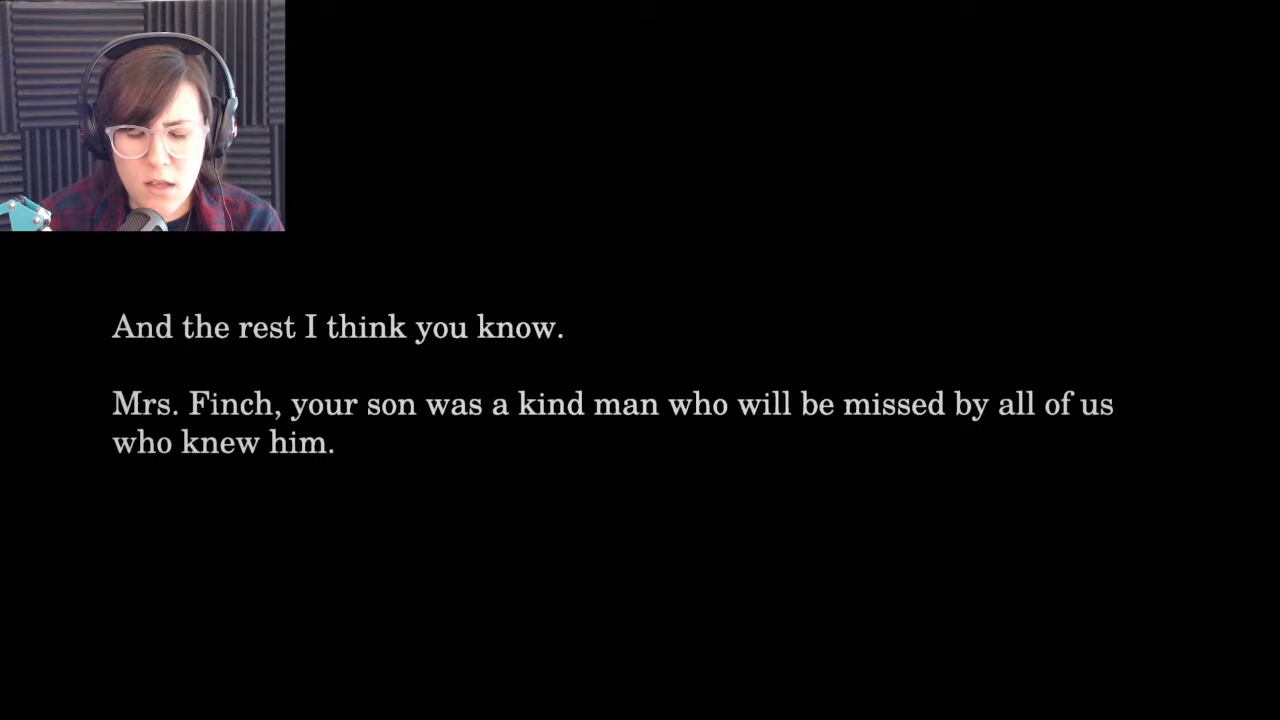 And the rest I think you know.
Mrs. Finch, your son was a kind man who will be missed by all of us
who knew him.